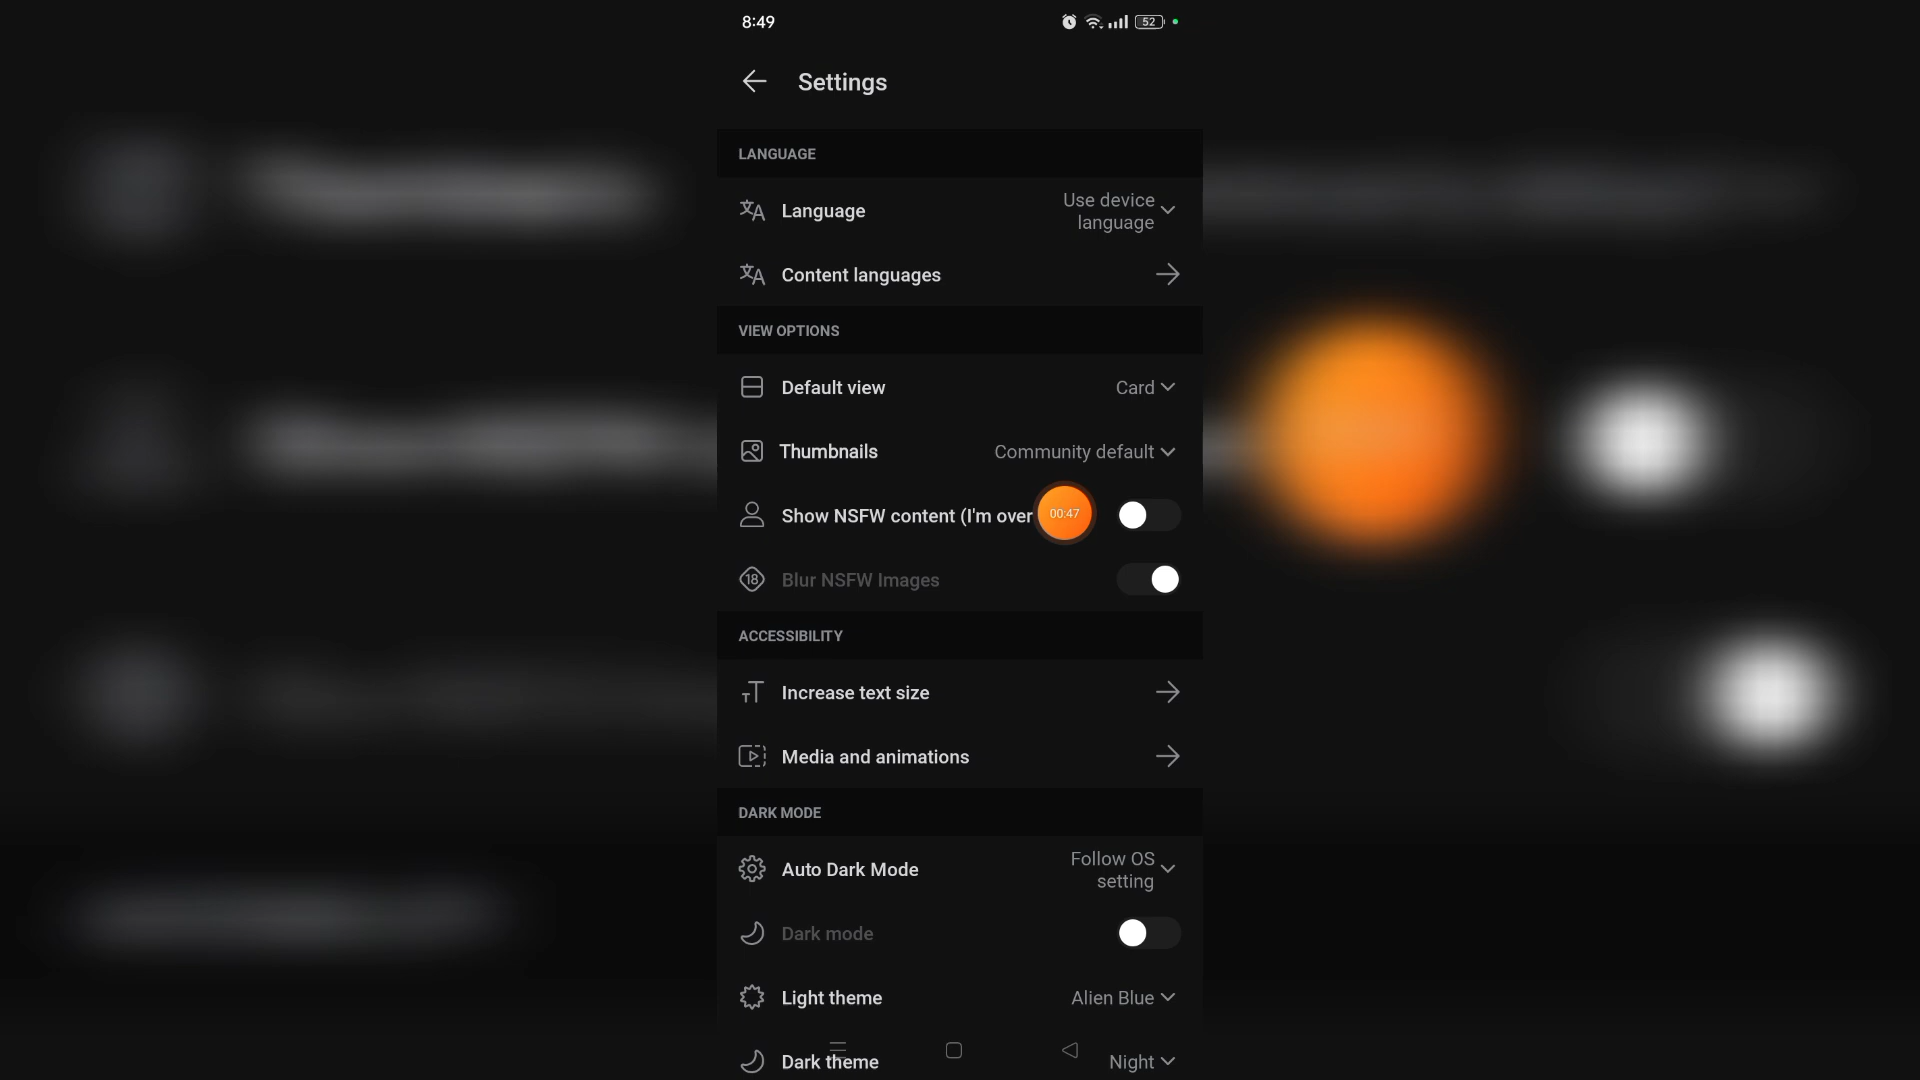 8:49
52
Settings
LANGUAGE
Language
Use device
language
Content languages
VIEW OPTIONS
Default view
Card
Thumbnails
Community default
Show NSFW content (I'm over
00:47
18
Blur NSFW Images
ACCESSIBILITY
Increase text size
Media and animations
DARK MODE
Auto Dark Mode
Follow OS
setting
Dark mode
Light theme
Alien Blue
Dark theme
Night